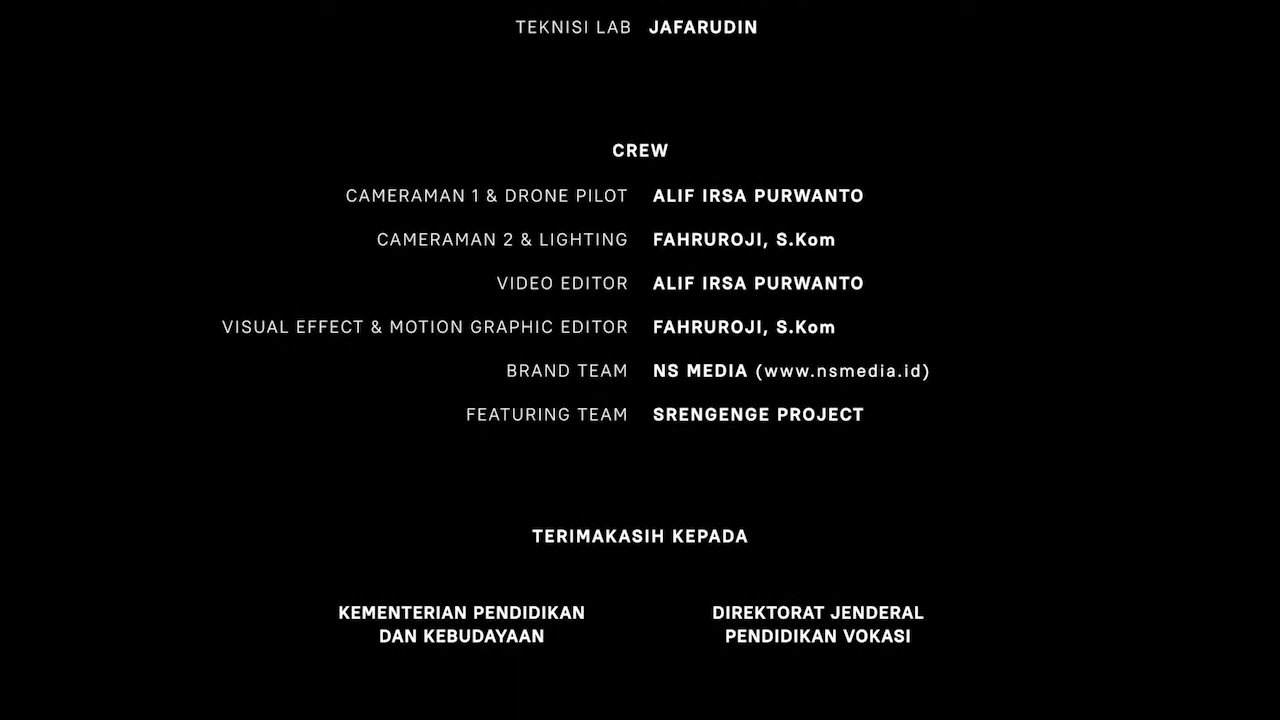 TEKNISI LAB JAFARUDIN
CREW
CAMERAMAN 1 & DRONE PILOT ALIF IRSA PURWANTO
CAMERAMAN 2 & LIGHTING FAHRUROJI, S.Kom
VIDEO EDITOR ALIF IRSA PURWANTO
VISUAL EFFECT & MOTION GRAPHIC EDITOR FAHRUROJI, S.Kom
BRAND TEAM NS MEDIA (www.nsmedia.id)
FEATURING TEAM SRENGENGE PROJECT
TERIMAKASIH KEPADA
KEMENTERIAN PENDIDIKAN
DAN KEBUDAYAAN
DIREKTORAT JENDERAL
PENDIDIKAN VOKASI